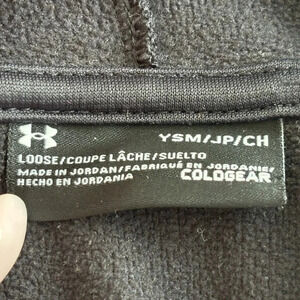 YSM/JP/CH
LOOSE/COUPE LÂCHE/SUELTO
MADE IN JORDAN/FABRIQUÉ EN JORDANIE/
HECHO EN JORDANIA
COLDGEAR